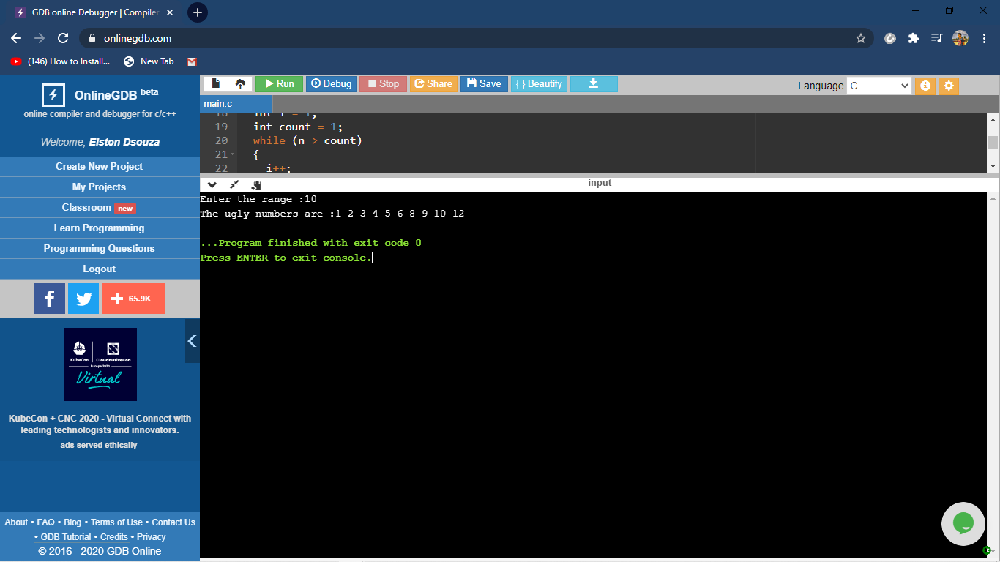 GDB online Debugger | Compiler
onlinegdb.com
(146) How to Install...
New Tab
OnlineGDB beta
online compiler and debugger for c/c++
Welcome, Elston Dsouza
Create New Project
My Projects
Classroom new
Learn Programming
Programming Questions
Logout
65.9K
KubeCon
CloudNativeCon
Europe 2020
Virtual
KubeCon + CNC 2020 - Virtual Connect with
leading technologists and innovators.
ads served ethically
About • FAQ • Blog • Terms of Use • Contact Us
• GDB Tutorial • Credits • Privacy
© 2016 - 2020 GDB Online
Run Debug Stop Share Save { } Beautify
Language C
main.c
18 int i = 1;
19 int count = 1;
20 while (n > count)
21 {
22 i++;
input
Enter the range :10
The ugly numbers are :1 2 3 4 5 6 8 9 10 12
...Program finished with exit code 0
Press ENTER to exit console.